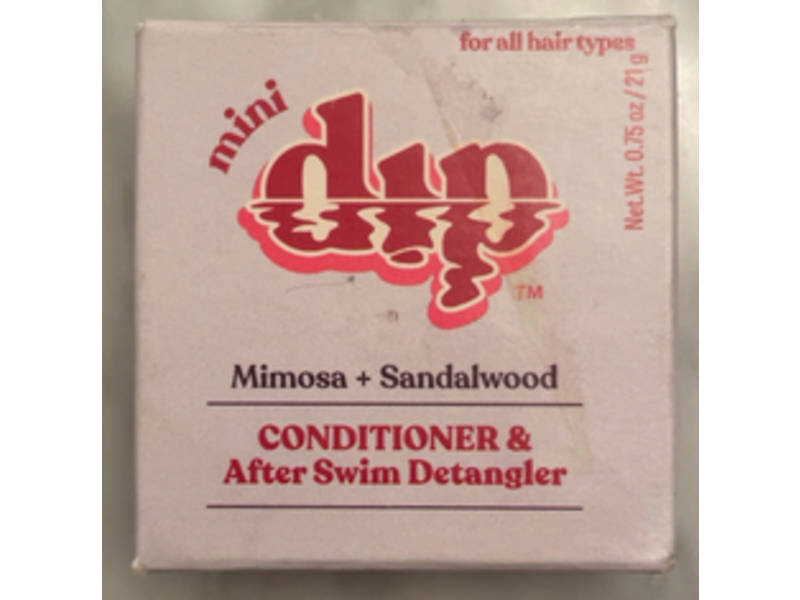 for all hair types
Net.Wt. 0.75 oz / 21 g
mini
dip
TM
Mimosa + Sandalwood
CONDITIONER &
After Swim Detangler